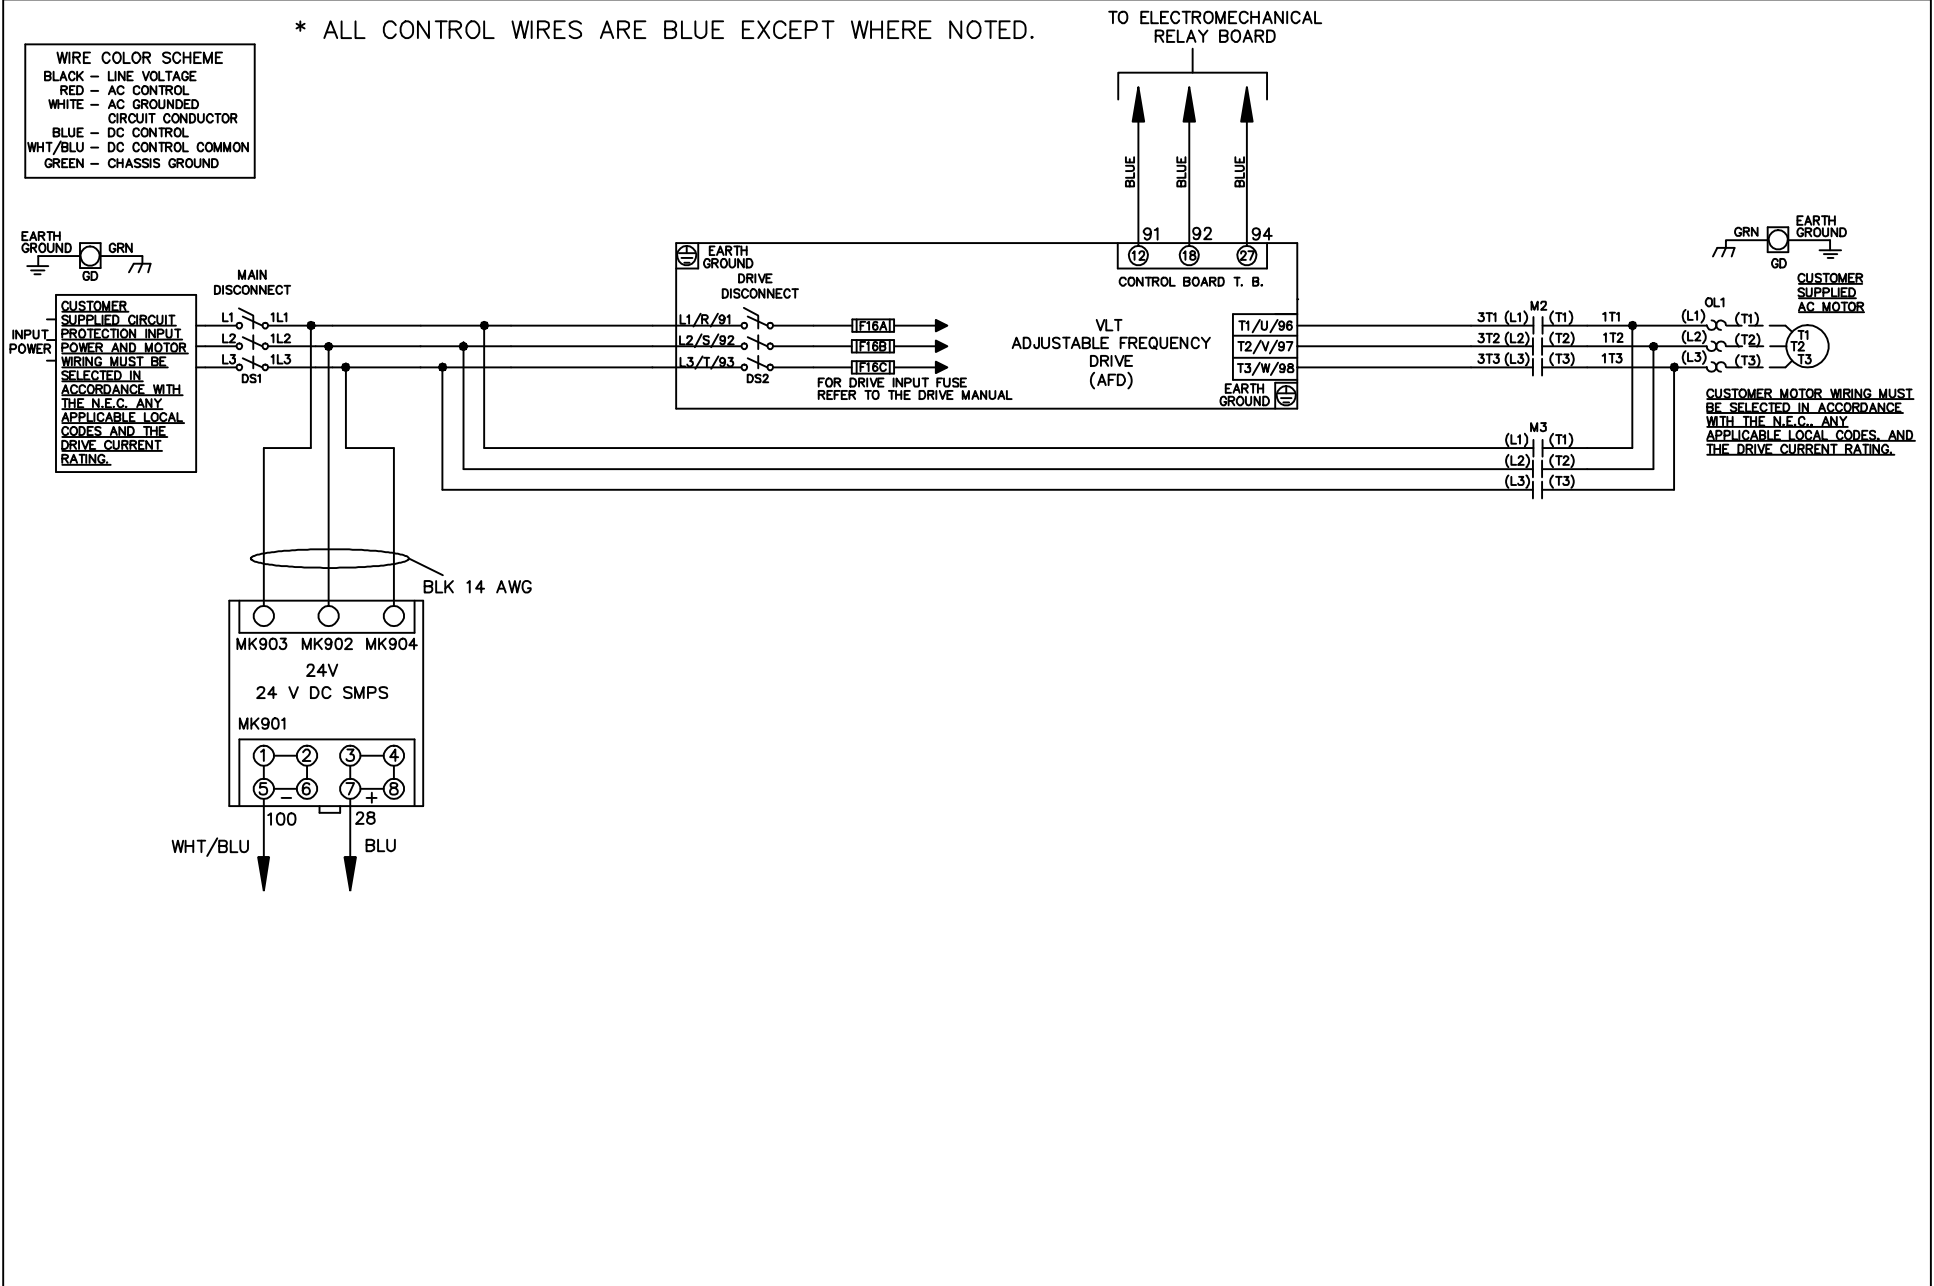 * ALL CONTROL WIRES ARE BLUE EXCEPT WHERE NOTED.
TO ELECTROMECHANICAL
RELAY BOARD
WIRE COLOR SCHEME
BLACK – LINE VOLTAGE
RED – AC CONTROL
WHITE – AC GROUNDED
CIRCUIT CONDUCTOR
BLUE – DC CONTROL
WHT/BLU – DC CONTROL COMMON
GREEN – CHASSIS GROUND
BLUE
BLUE
BLUE
91
92
94
12
18
27
CONTROL BOARD T. B.
EARTH
GROUND
GRN
GD
MAIN
DISCONNECT
INPUT
POWER
CUSTOMER
SUPPLIED CIRCUIT
PROTECTION INPUT
POWER AND MOTOR
WIRING MUST BE
SELECTED IN
ACCORDANCE WITH
THE N.E.C. ANY
APPLICABLE LOCAL
CODES AND THE
DRIVE CURRENT
RATING.
L1
1L1
L2
1L2
L3
1L3
DS1
EARTH
GROUND
DRIVE
DISCONNECT
L1/R/91
L2/S/92
L3/T/93
DS2
F16A
F16B
F16C
FOR DRIVE INPUT FUSE
REFER TO THE DRIVE MANUAL
VLT
ADJUSTABLE FREQUENCY
DRIVE
(AFD)
T1/U/96
T2/V/97
T3/W/98
EARTH
GROUND
M2
3T1 (L1) (T1) 1T1
3T2 (L2) (T2) 1T2
3T3 (L3) (T3) 1T3
M3
(L1) (T1)
(L2) (T2)
(L3) (T3)
OL1
(L1) (T1)
(L2) (T2)
(L3) (T3)
T1
T2
T3
GRN
EARTH
GROUND
GD
CUSTOMER
SUPPLIED
AC MOTOR
CUSTOMER MOTOR WIRING MUST
BE SELECTED IN ACCORDANCE
WITH THE N.E.C.. ANY
APPLICABLE LOCAL CODES, AND
THE DRIVE CURRENT RATING.
BLK 14 AWG
MK903 MK902 MK904
24V
24 V DC SMPS
MK901
1 2 3 4
5 – 6 7 + 8
100
28
WHT/BLU
BLU